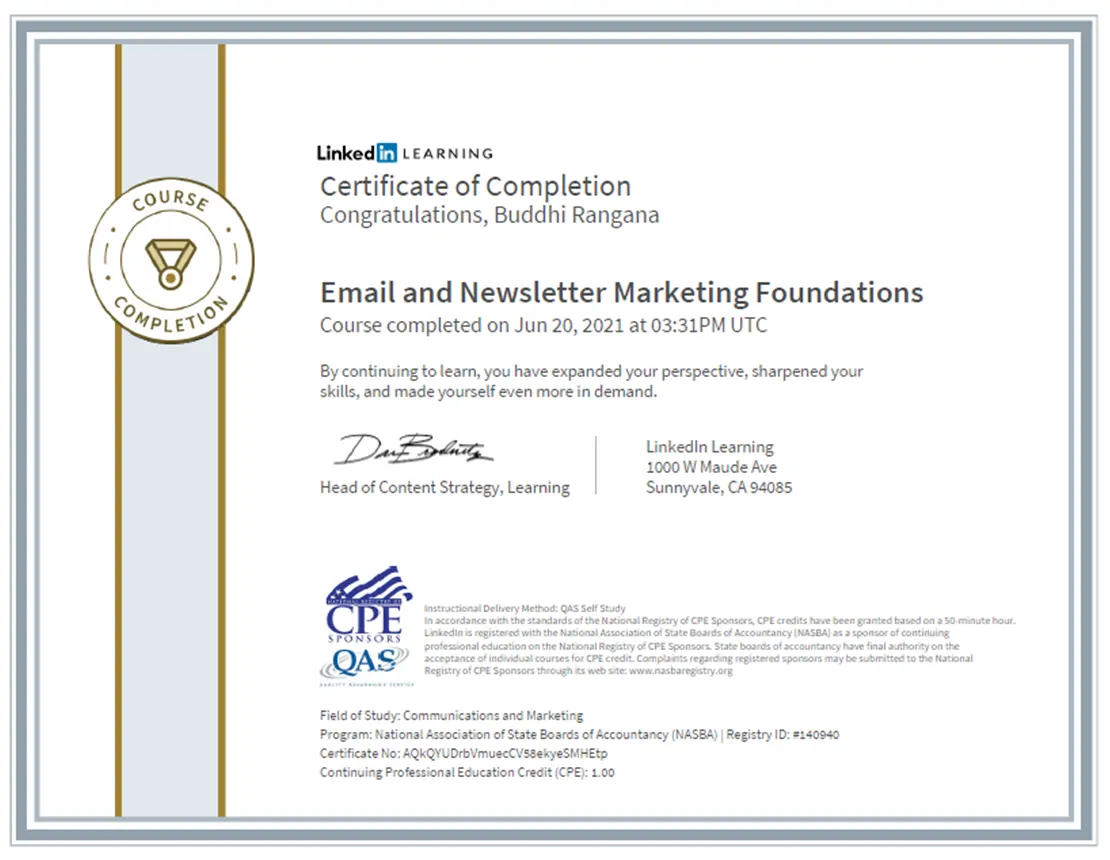 COURSE
COMPLETION
Linked in LEARNING
Certificate of Completion
Congratulations, Buddhi Rangana
Email and Newsletter Marketing Foundations
Course completed on Jun 20, 2021 at 03:31PM UTC
By continuing to learn, you have expanded your perspective, sharpened your
skills, and made yourself even more in demand.
Head of Content Strategy, Learning
LinkedIn Learning
1000 W Maude Ave
Sunnyvale, CA 94085
NATIONAL REGISTRY OF
CPE
SPONSORS
QAS
QUALITY ASSURANCE SERVICE
Instructional Delivery Method: QAS Self Study
In accordance with the standards of the National Registry of CPE Sponsors, CPE credits have been granted based on a 50-minute hour.
LinkedIn is registered with the National Association of State Boards of Accountancy (NASBA) as a sponsor of continuing
professional education on the National Registry of CPE Sponsors. State boards of accountancy have final authority on the
acceptance of individual courses for CPE credit. Complaints regarding registered sponsors may be submitted to the National
Registry of CPE Sponsors through its web site: www.nasbaregistry.org
Field of Study: Communications and Marketing
Program: National Association of State Boards of Accountancy (NASBA) | Registry ID: #140940
Certificate No: AQkQYUDrbVmuecCV58ekyeSMHEtp
Continuing Professional Education Credit (CPE): 1.00